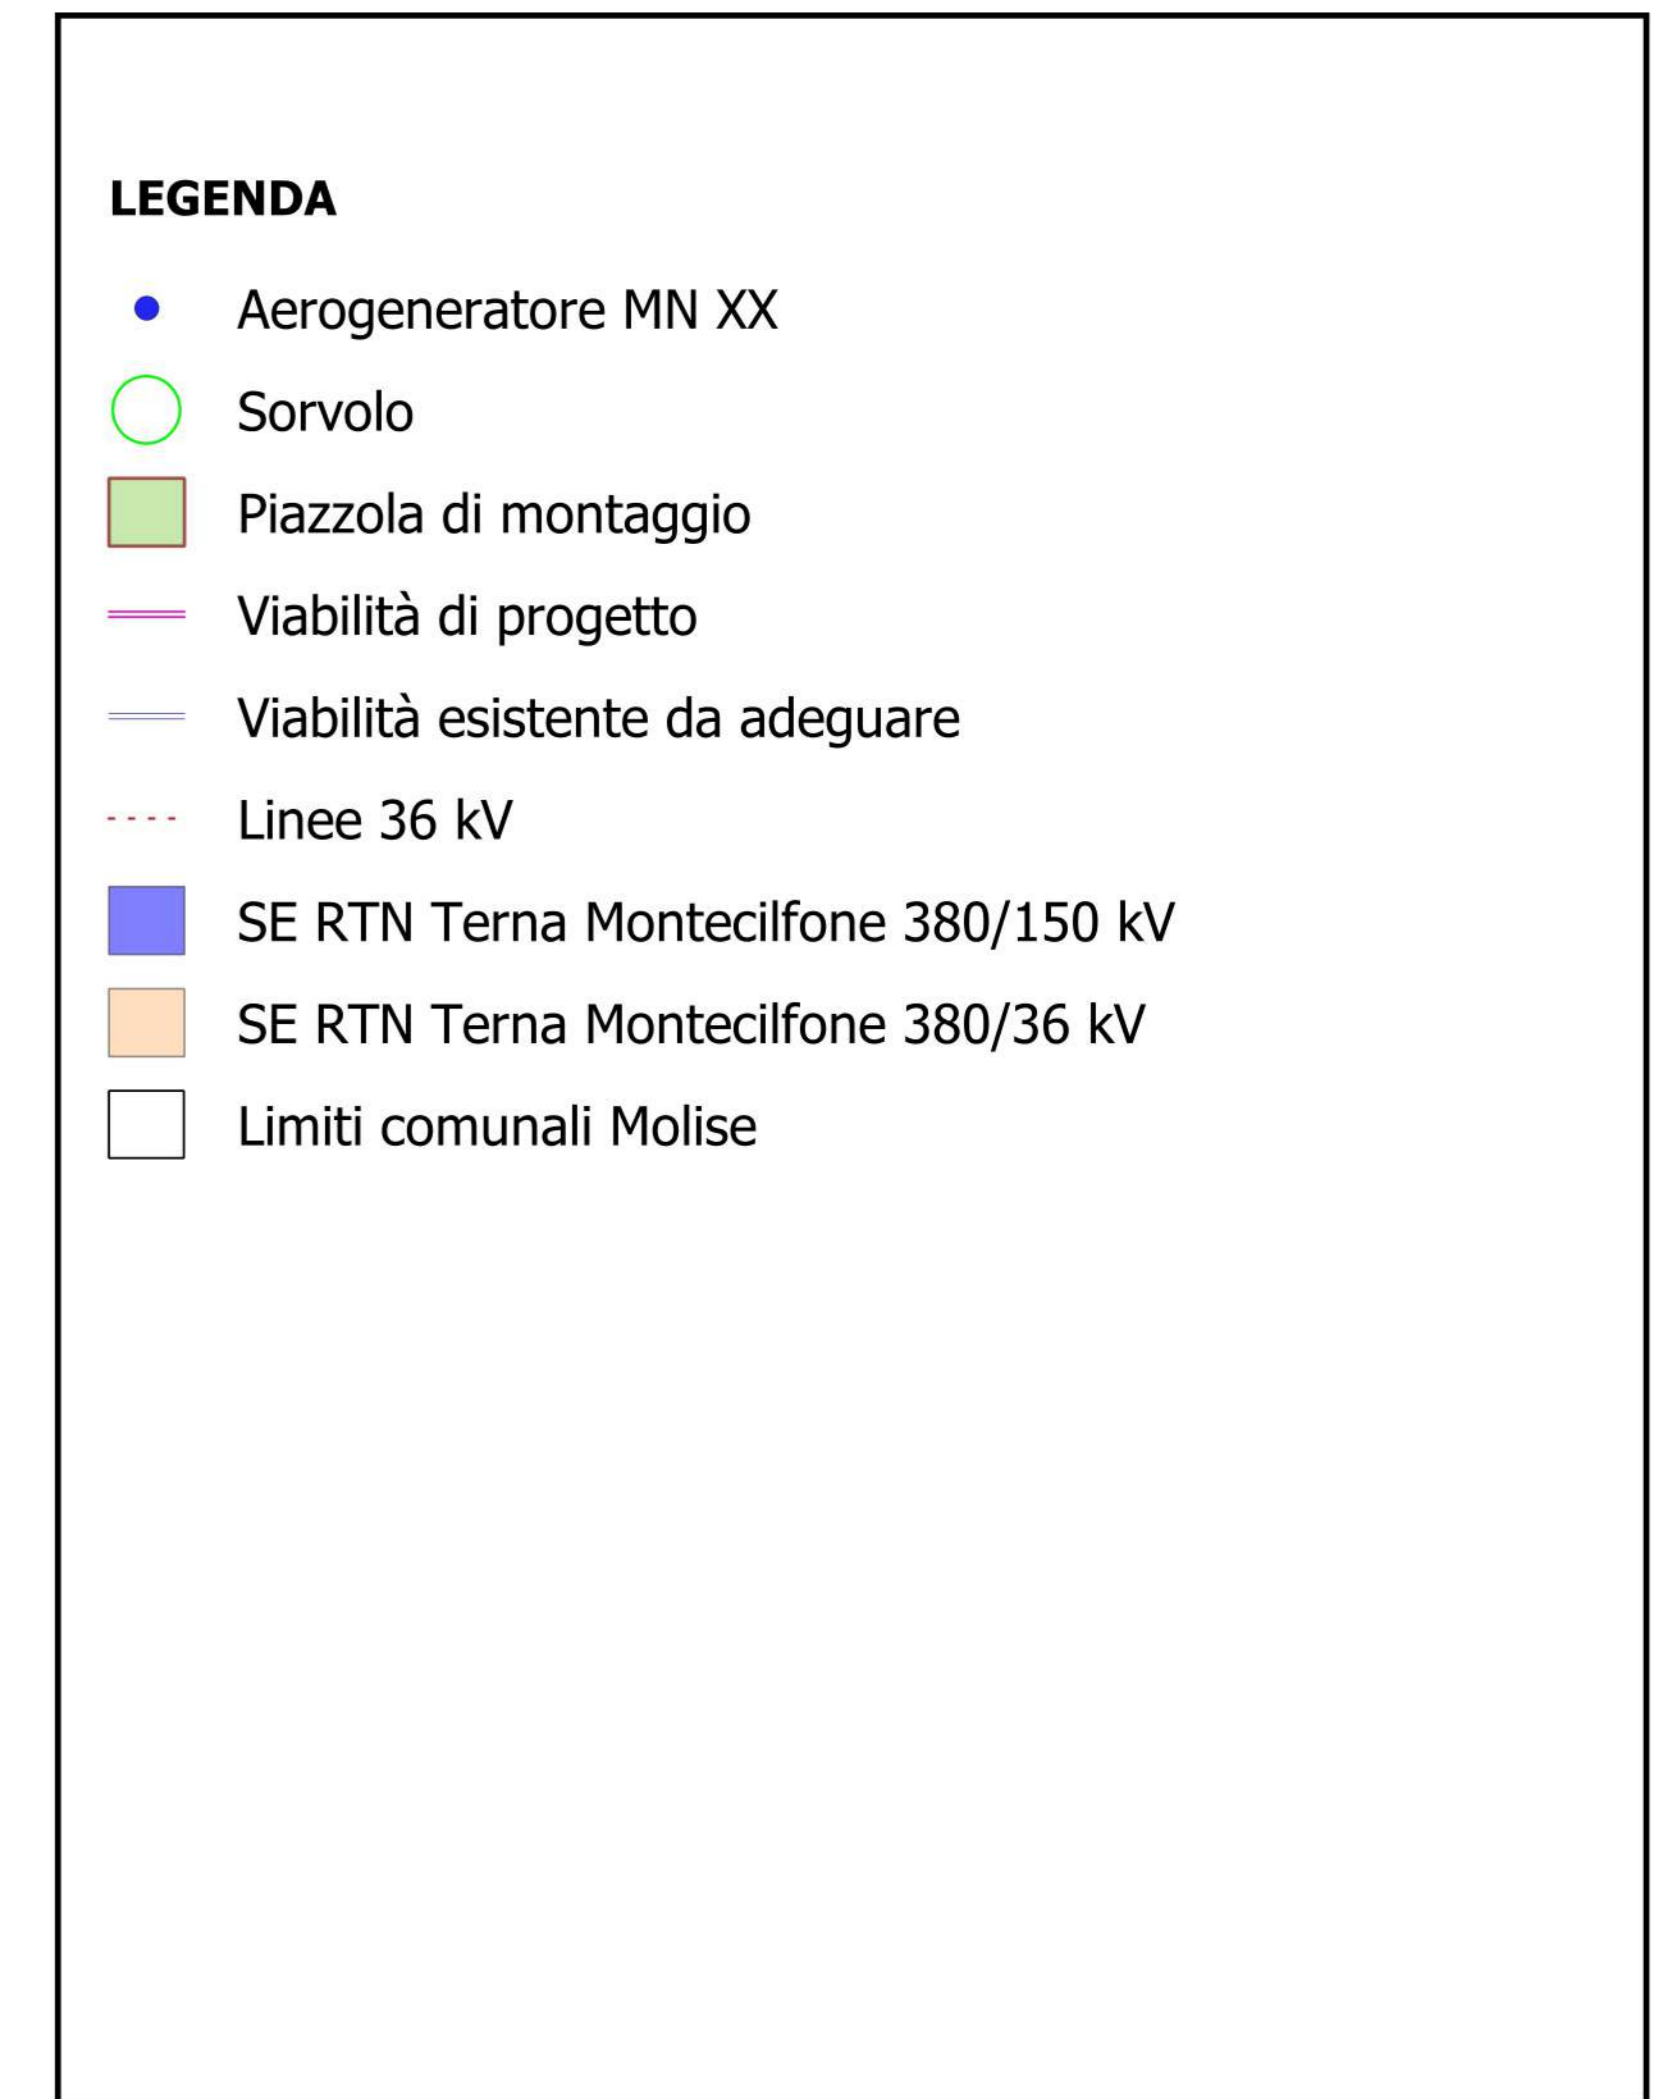 LEGENDA
Aerogeneratore MN XX
Sorvolo
Piazzola di montaggio
Viabilità di progetto
Viabilità esistente da adeguare
Linee 36 kV
SE RTN Terna Montecilfone 380/150 kV
SE RTN Terna Montecilfone 380/36 kV
Limiti comunali Molise